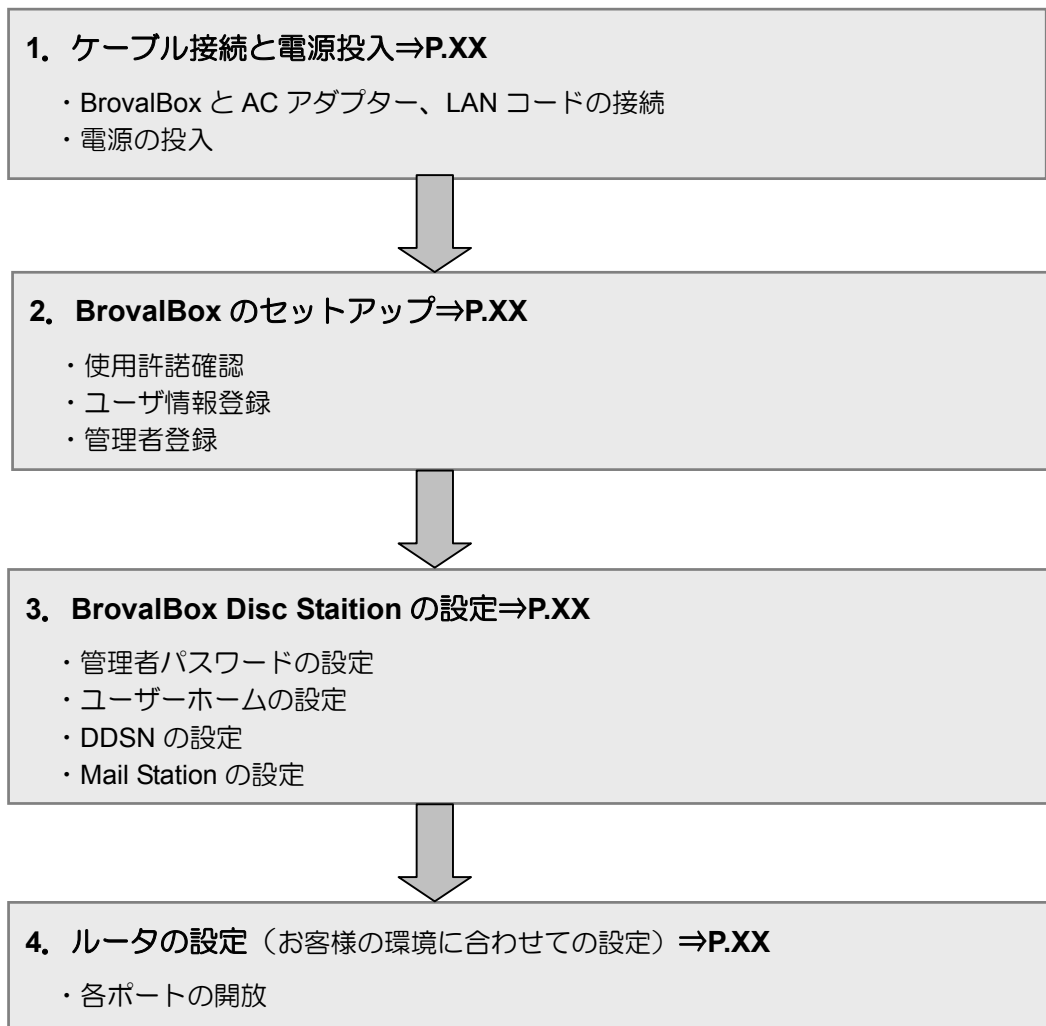 1．ケーブル接続と電源投入⇒P.XX
・BrovalBox と AC アダプター、LAN コードの接続
・電源の投入
2．BrovalBox のセットアップ⇒P.XX
・使用許諾確認
・ユーザ情報登録
・管理者登録
3．BrovalBox Disc Staition の設定⇒P.XX
・管理者パスワードの設定
・ユーザーホームの設定
・DDSN の設定
・Mail Station の設定
4．ルータの設定（お客様の環境に合わせての設定）⇒P.XX
・各ポートの開放